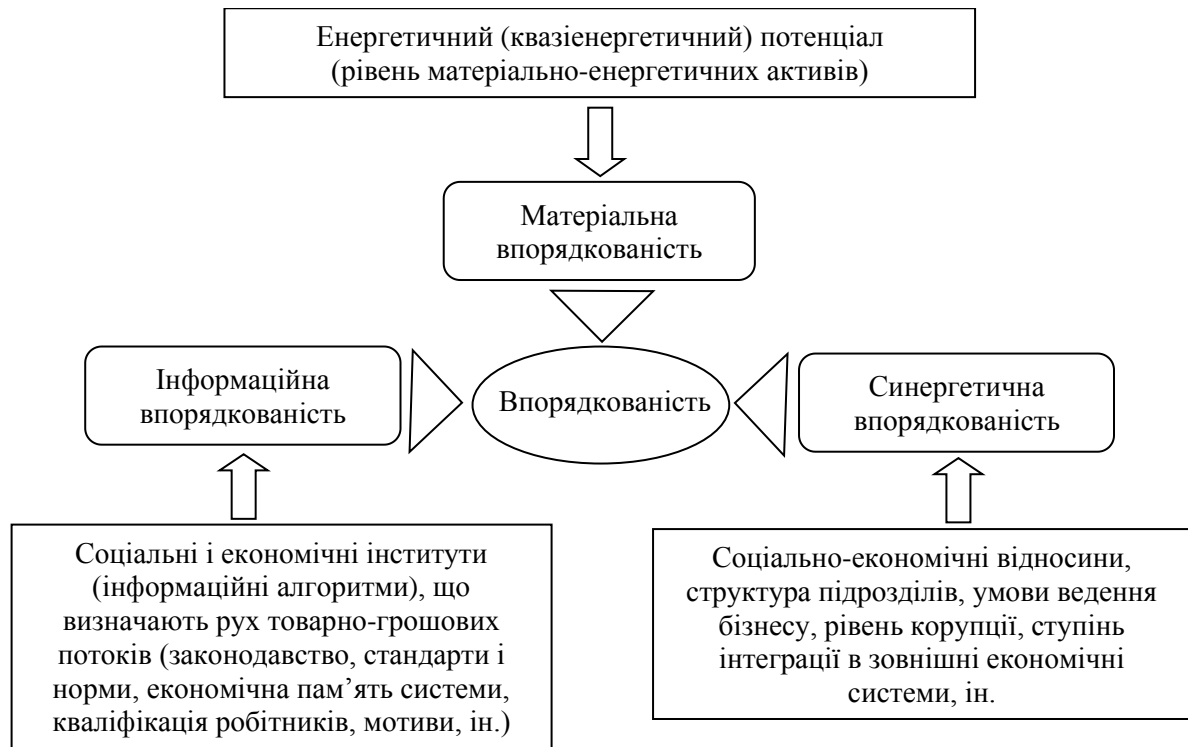 Енергетичний (квазіенергетичний) потенціал
(рівень матеріально-енергетичних активів)
Матеріальна
впорядкованість
Інформаційна
впорядкованість
Впорядкованість
Синергетична
впорядкованість
Соціальні і економічні інститути
(інформаційні алгоритми), що
визначають рух товарно-грошових
потоків (законодавство, стандарти і
норми, економічна пам’ять системи,
кваліфікація робітників, мотиви, ін.)
Соціально-економічні відносини,
структура підрозділів, умови ведення
бізнесу, рівень корупції, ступінь
інтеграції в зовнішні економічні
системи, ін.